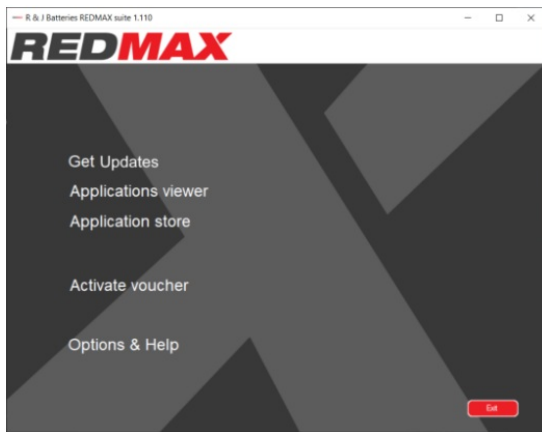 R & J Batteries REDMAX suite 1.110
REDMAX
Get Updates
Applications viewer
Application store
Activate voucher
Options & Help
Exit